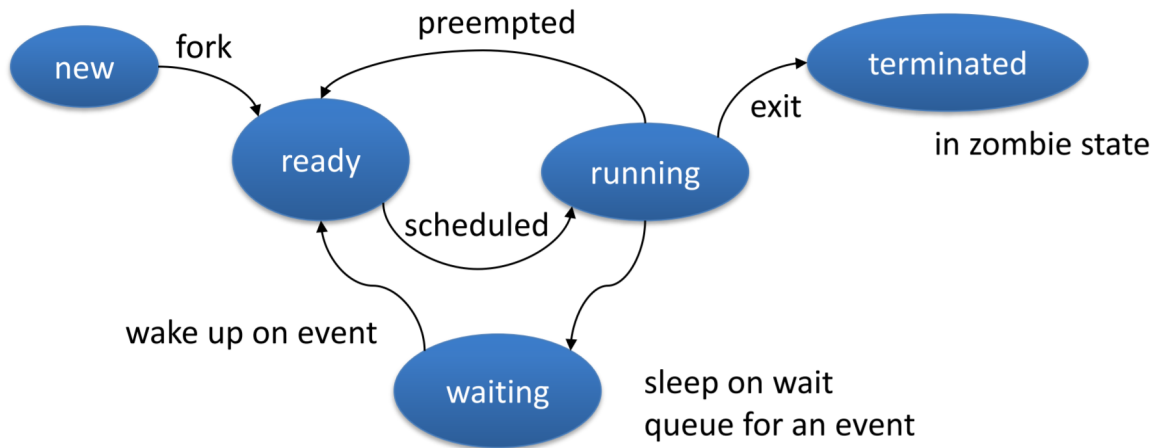 preempted
fork
new
terminated
exit
in zombie state
ready
running
scheduled
wake up on event
waiting
sleep on wait
queue for an event